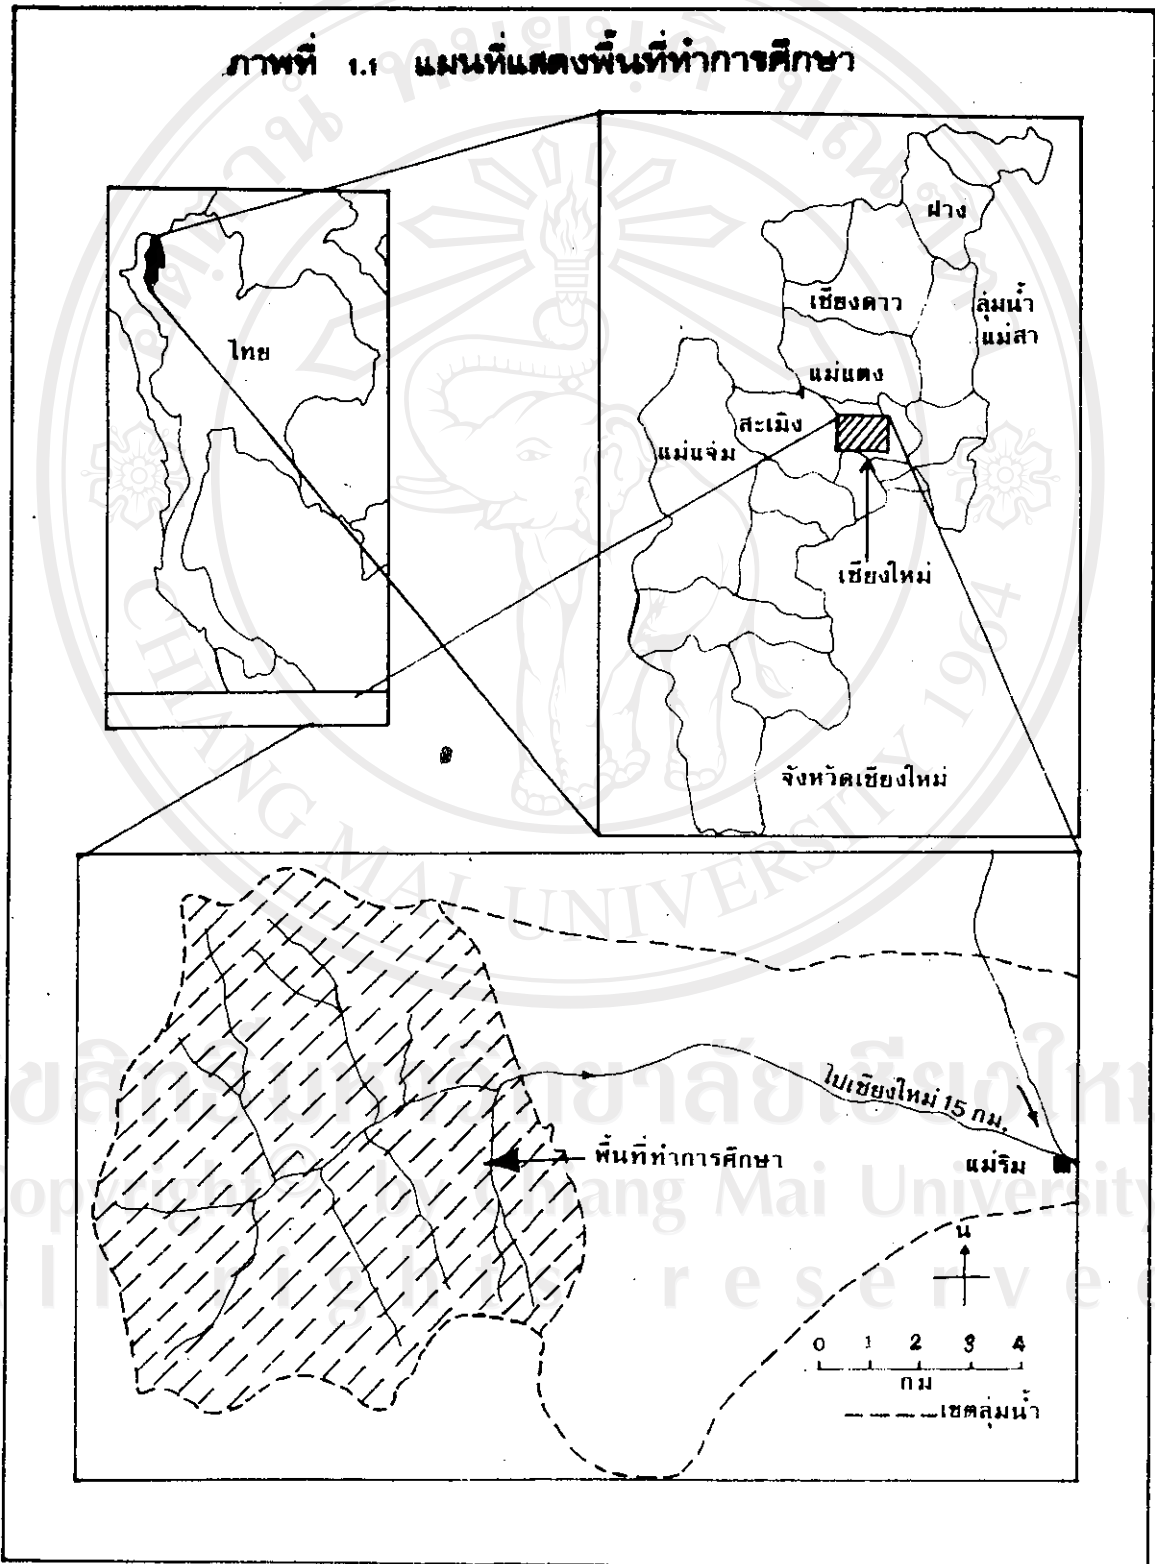 ภาพที่ 1.1 แผนที่แสดงพื้นที่ทำการศึกษา
ไทย
ฝาง
เชียงดาว
ลุ่มน้ำ
แม่สา
แม่แตง
สะเมิง
แม่แจ่ม
เชียงใหม่
จังหวัดเชียงใหม่
ไปเชียงใหม่ 15 กม.
พื้นที่ทำการศึกษา
แม่ริม
น
0 1 2 3 4
กม
เขตลุ่มน้ำ
CHIANG MAI UNIVERSITY 1964
Copyright © by Chiang Mai University
All rights reserved